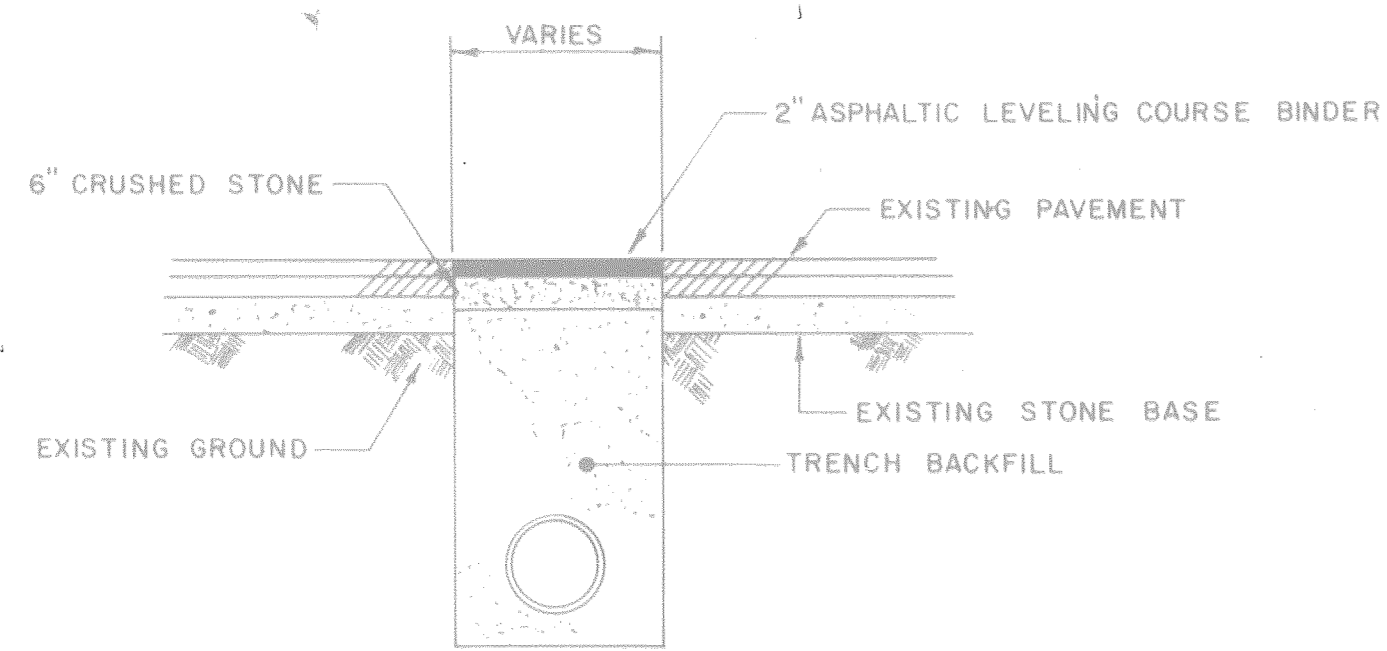 VARIES
2" ASPHALTIC LEVELING COURSE BINDER
6" CRUSHED STONE
EXISTING PAVEMENT
EXISTING STONE BASE
EXISTING GROUND
TRENCH BACKFILL